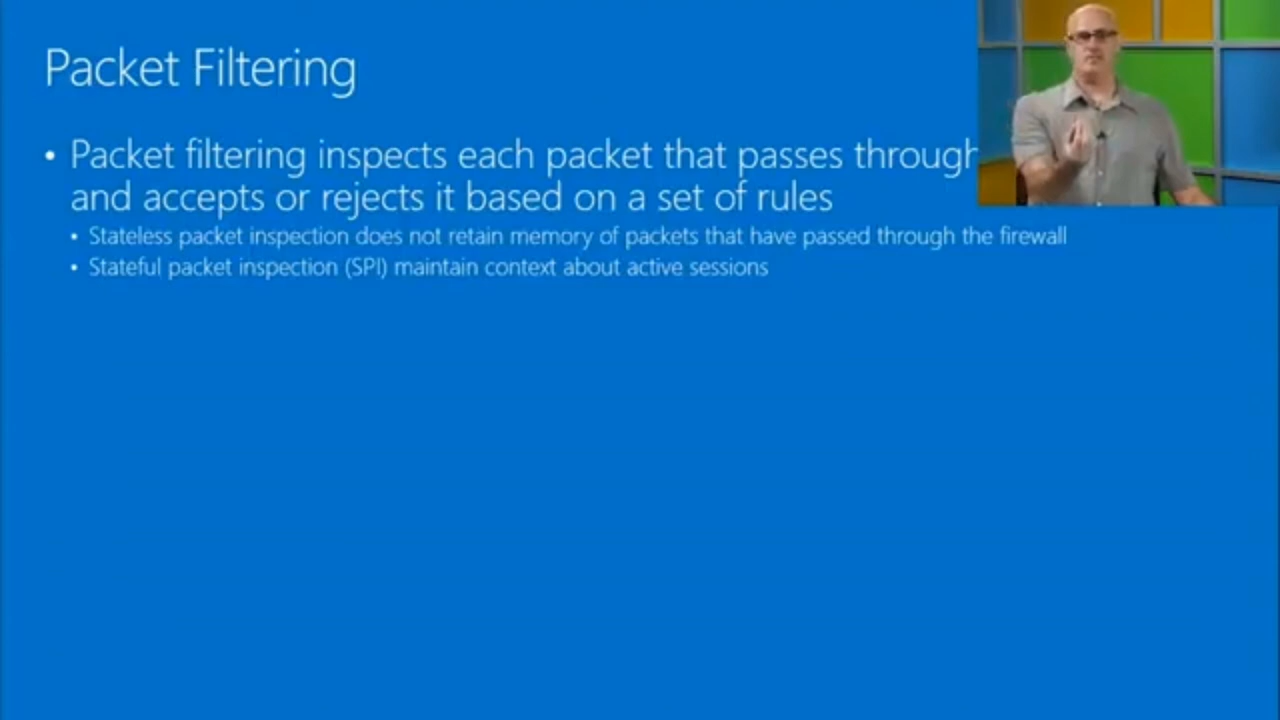 Packet Filtering
• Packet filtering inspects each packet that passes through
and accepts or rejects it based on a set of rules
• Stateless packet inspection does not retain memory of packets that have passed through the firewall
• Stateful packet inspection (SPI) maintain context about active sessions